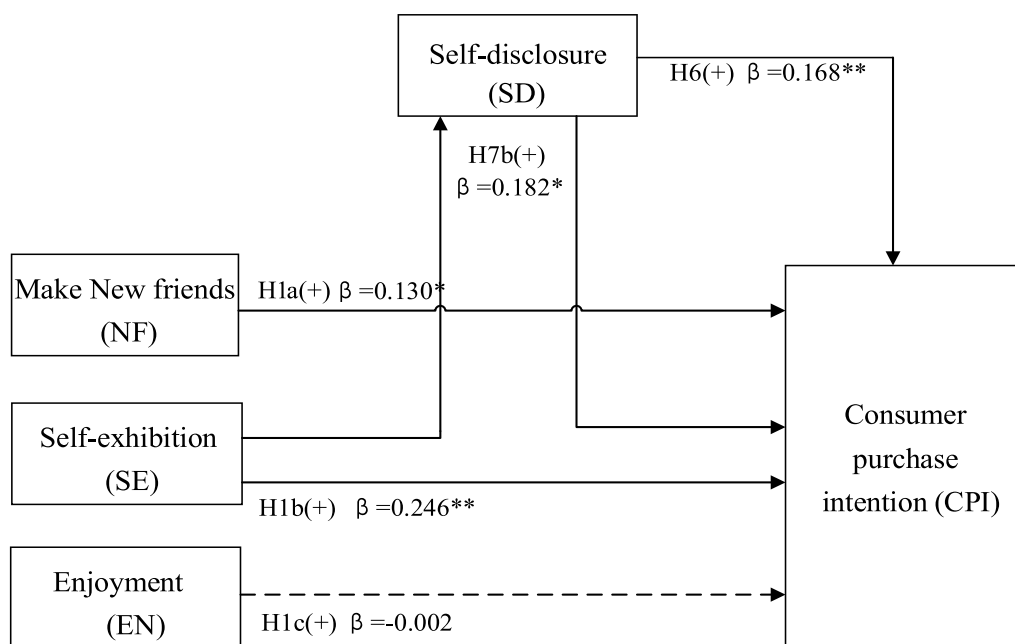 Self-disclosure
(SD)
H6(+) β=0.168**
H7b(+)
β=0.182*
Make New friends
(NF)
H1a(+) β=0.130*
Self-exhibition
(SE)
H1b(+) β=0.246**
Consumer
purchase
intention (CPI)
Enjoyment
(EN)
H1c(+) β=-0.002